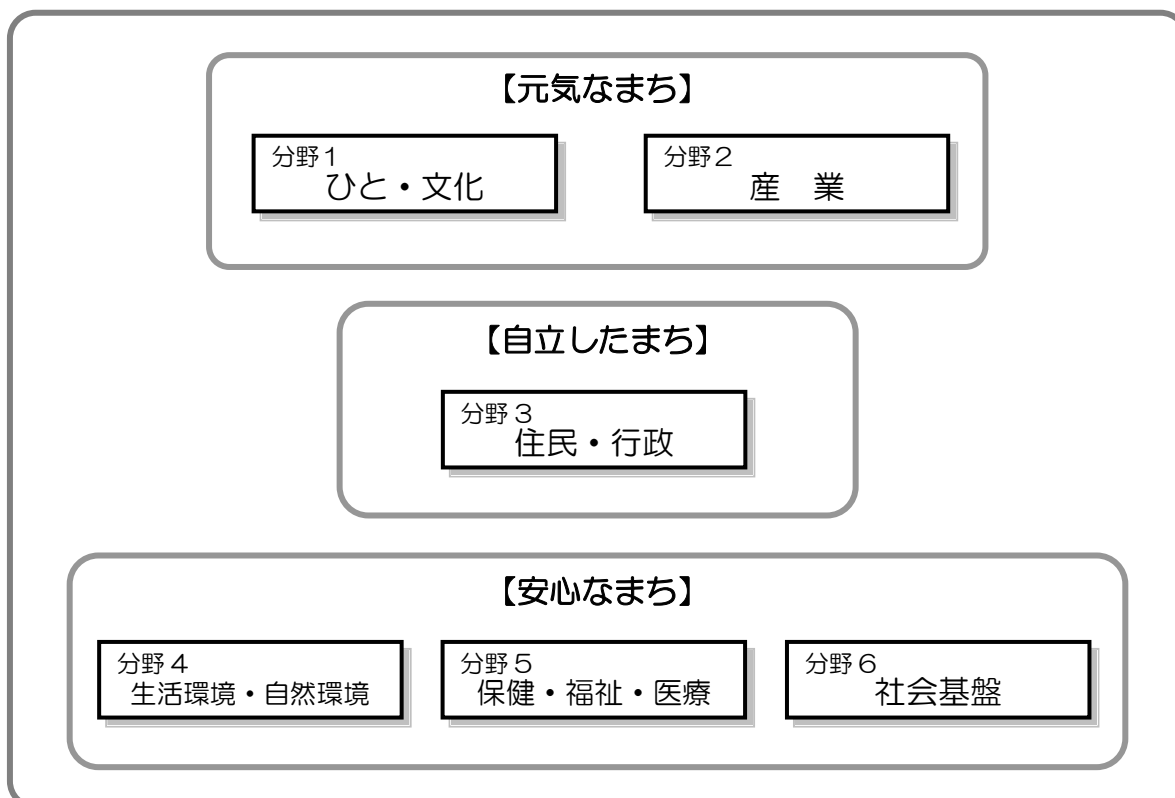 【元気なまち】
分野1
ひと・文化
分野2
産　業
【自立したまち】
分野3
住民・行政
【安心なまち】
分野4
生活環境・自然環境
分野5
保健・福祉・医療
分野6
社会基盤